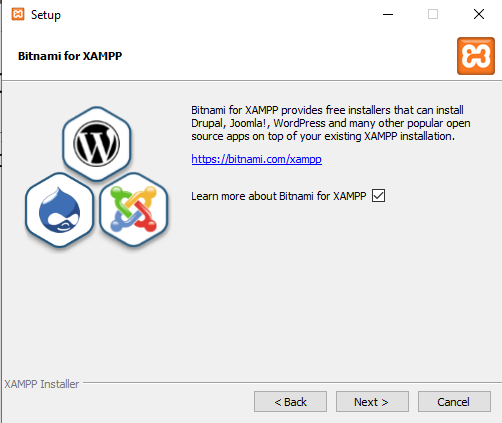 Setup
Bitnami for XAMPP
Bitnami for XAMPP provides free installers that can install
Drupal, Joomla!, WordPress and many other popular open
source apps on top of your existing XAMPP installation.
https://bitnami.com/xampp
Learn more about Bitnami for XAMPP
XAMPP Installer
< Back
Next >
Cancel